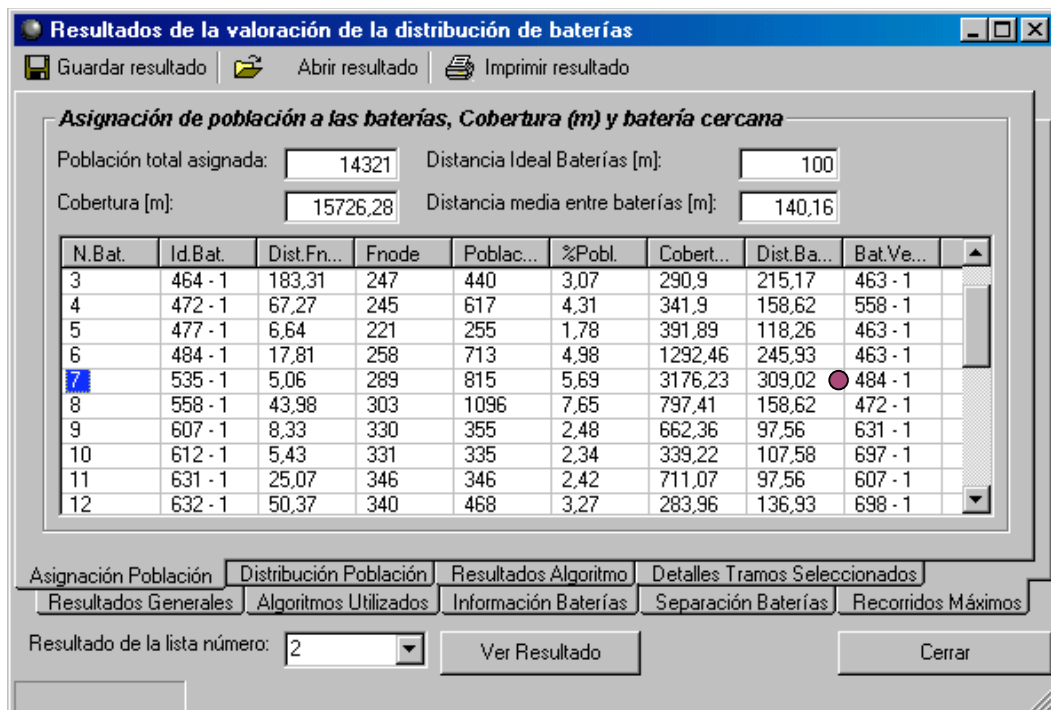 Resultados de la valoración de la distribución de baterías
Guardar resultado Abrir resultado Imprimir resultado
Asignación de población a las baterías, Cobertura (m) y batería cercana
Población total asignada: 14321 Distancia Ideal Baterías [m]: 100
Cobertura [m]: 15726,28 Distancia media entre baterías [m]: 140,16
N.Bat. Id.Bat. Dist.Fn... Fnode Poblac... %Pobl. Cobert... Dist.Ba... Bat.Ve...
3 464 - 1 183,31 247 440 3,07 290,9 215,17 463 - 1
4 472 - 1 67,27 245 617 4,31 341,9 158,62 558 - 1
5 477 - 1 6,64 221 255 1,78 391,89 118,26 463 - 1
6 484 - 1 17,81 258 713 4,98 1292,46 245,93 463 - 1
7 535 - 1 5,06 289 815 5,69 3176,23 309,02 484 - 1
8 558 - 1 43,98 303 1096 7,65 797,41 158,62 472 - 1
9 607 - 1 8,33 330 355 2,48 662,36 97,56 631 - 1
10 612 - 1 5,43 331 335 2,34 339,22 107,58 697 - 1
11 631 - 1 25,07 346 346 2,42 711,07 97,56 607 - 1
12 632 - 1 50,37 340 468 3,27 283,96 136,93 698 - 1
Asignación Población Distribución Población Resultados Algoritmo Detalles Tramos Seleccionados
Resultados Generales Algoritmos Utilizados Información Baterías Separación Baterías Recorridos Máximos
Resultado de la lista número: 2 Ver Resultado Cerrar